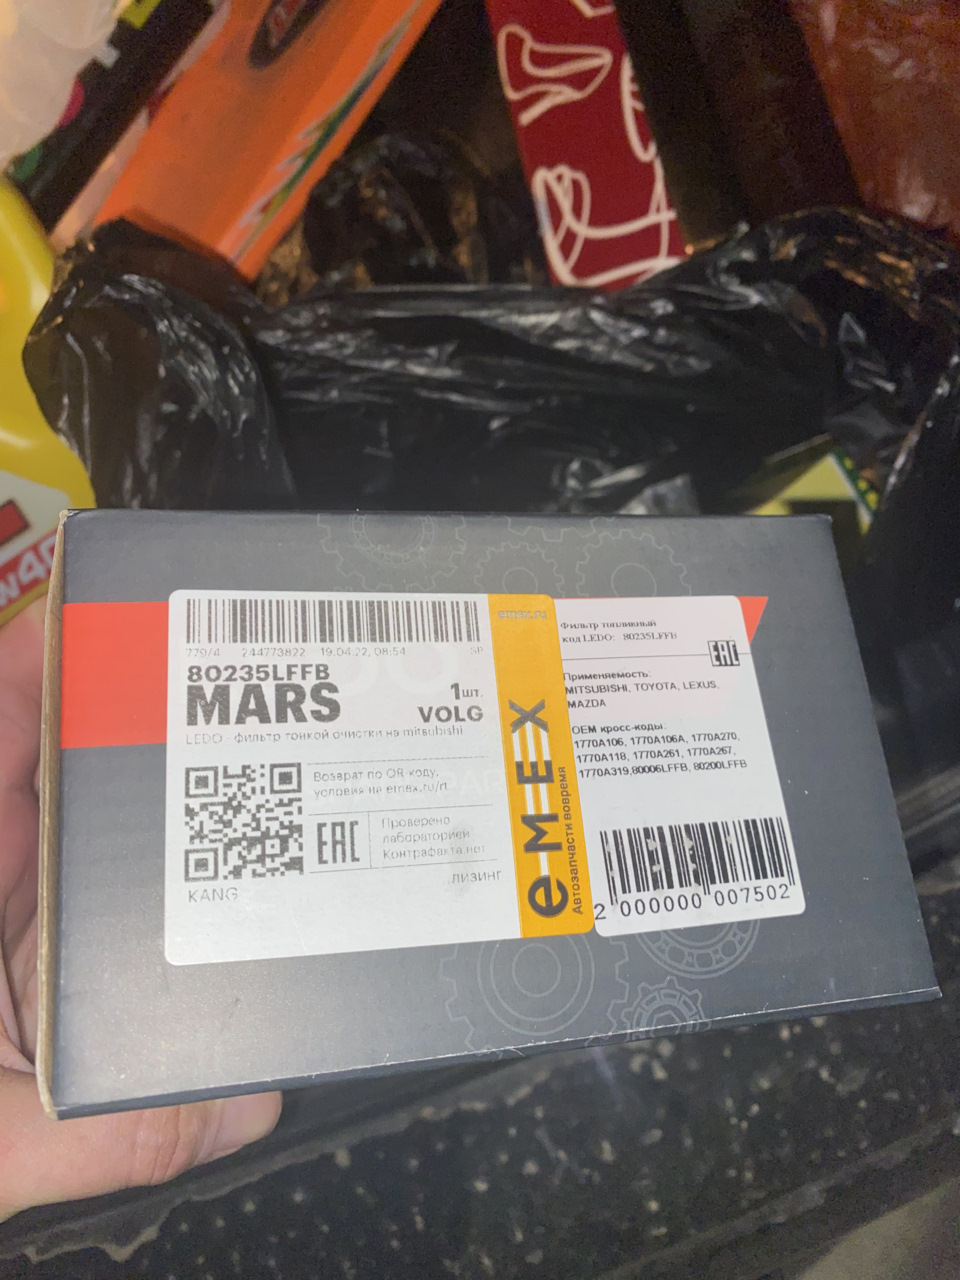 w40
779/4 244773822 19.04.22, 08:54 SP
80235LFFB
MARS
1шт.
VOLG
LEDO - фильтр тонкой очистки на mitsubishi
Возврат по QR-коду,
условия на emex.ru/rt
EAC
Проверено
лабораторией
Контрафакта нет
лизинг
KANG
emex.ru
eMEX
Автозапчасти вовремя
Фильтр топливный
код LEDO: 80235LFFB
EAC
Применяемость:
MITSUBISHI, TOYOTA, LEXUS,
MAZDA
OEM кросс-коды:
1770A106, 1770A106A, 1770A270,
1770A118, 1770A261, 1770A267,
1770A319,80006LFFB, 80200LFFB
2 000000 007502